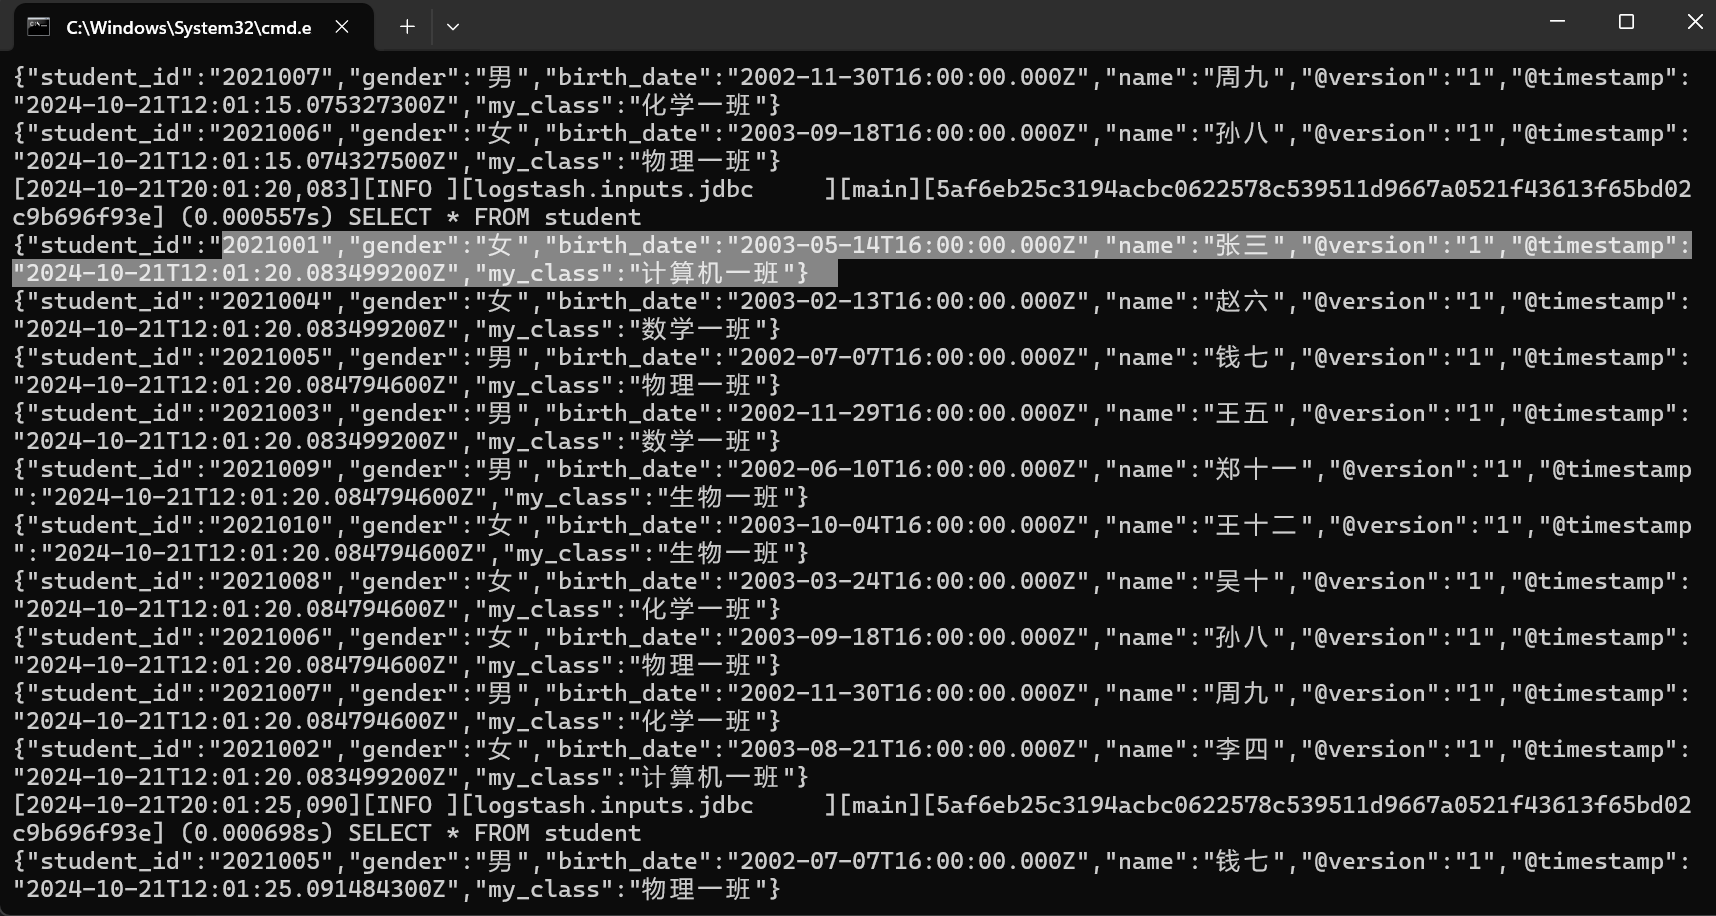 C:\Windows\System32\cmd.e
{"student_id":"2021007","gender":"男","birth_date":"2002-11-30T16:00:00.000Z","name":"周九","@version":"1","@timestamp":
"2024-10-21T12:01:15.075327300Z","my_class":"化学一班"}
{"student_id":"2021006","gender":"女","birth_date":"2003-09-18T16:00:00.000Z","name":"孙八","@version":"1","@timestamp":
"2024-10-21T12:01:15.074327500Z","my_class":"物理一班"}
[2024-10-21T20:01:20,083][INFO ][logstash.inputs.jdbc     ][main][5af6eb25c3194acbc0622578c539511d9667a0521f43613f65bd02
c9b696f93e] (0.000557s) SELECT * FROM student
{"student_id":"2021001","gender":"女","birth_date":"2003-05-14T16:00:00.000Z","name":"张三","@version":"1","@timestamp":
"2024-10-21T12:01:20.083499200Z","my_class":"计算机一班"}
{"student_id":"2021004","gender":"女","birth_date":"2003-02-13T16:00:00.000Z","name":"赵六","@version":"1","@timestamp":
"2024-10-21T12:01:20.083499200Z","my_class":"数学一班"}
{"student_id":"2021005","gender":"男","birth_date":"2002-07-07T16:00:00.000Z","name":"钱七","@version":"1","@timestamp":
"2024-10-21T12:01:20.084794600Z","my_class":"物理一班"}
{"student_id":"2021003","gender":"男","birth_date":"2002-11-29T16:00:00.000Z","name":"王五","@version":"1","@timestamp":
"2024-10-21T12:01:20.083499200Z","my_class":"数学一班"}
{"student_id":"2021009","gender":"男","birth_date":"2002-06-10T16:00:00.000Z","name":"郑十一","@version":"1","@timestamp
":"2024-10-21T12:01:20.084794600Z","my_class":"生物一班"}
{"student_id":"2021010","gender":"女","birth_date":"2003-10-04T16:00:00.000Z","name":"王十二","@version":"1","@timestamp
":"2024-10-21T12:01:20.084794600Z","my_class":"生物一班"}
{"student_id":"2021008","gender":"女","birth_date":"2003-03-24T16:00:00.000Z","name":"吴十","@version":"1","@timestamp":
"2024-10-21T12:01:20.084794600Z","my_class":"化学一班"}
{"student_id":"2021006","gender":"女","birth_date":"2003-09-18T16:00:00.000Z","name":"孙八","@version":"1","@timestamp":
"2024-10-21T12:01:20.084794600Z","my_class":"物理一班"}
{"student_id":"2021007","gender":"男","birth_date":"2002-11-30T16:00:00.000Z","name":"周九","@version":"1","@timestamp":
"2024-10-21T12:01:20.084794600Z","my_class":"化学一班"}
{"student_id":"2021002","gender":"女","birth_date":"2003-08-21T16:00:00.000Z","name":"李四","@version":"1","@timestamp":
"2024-10-21T12:01:20.083499200Z","my_class":"计算机一班"}
[2024-10-21T20:01:25,090][INFO ][logstash.inputs.jdbc     ][main][5af6eb25c3194acbc0622578c539511d9667a0521f43613f65bd02
c9b696f93e] (0.000698s) SELECT * FROM student
{"student_id":"2021005","gender":"男","birth_date":"2002-07-07T16:00:00.000Z","name":"钱七","@version":"1","@timestamp":
"2024-10-21T12:01:25.091484300Z","my_class":"物理一班"}